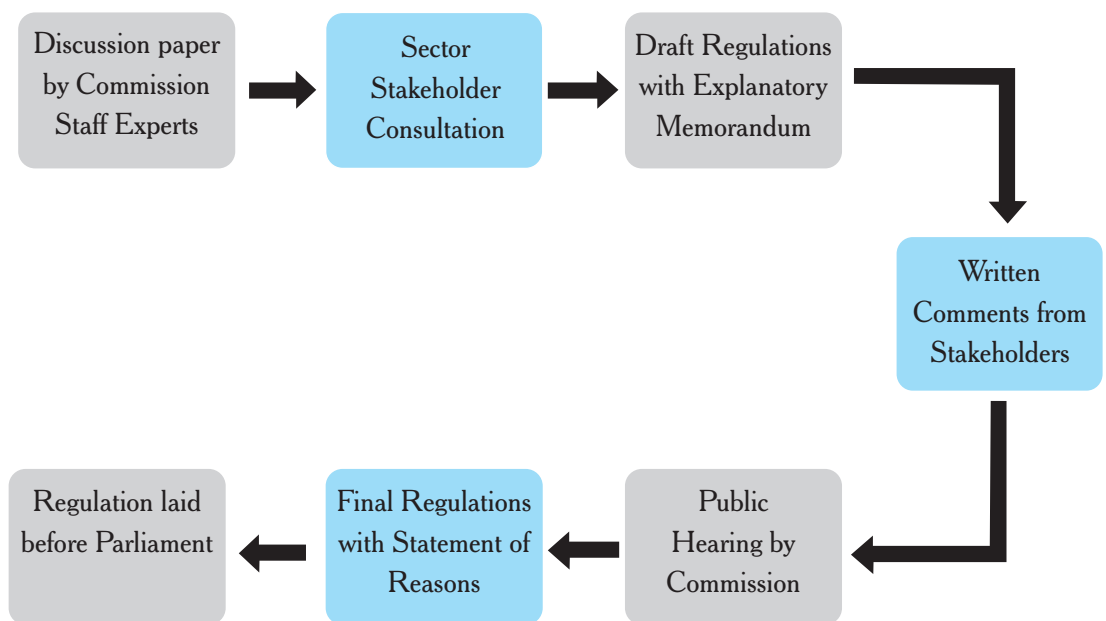 Discussion paper
by Commission
Staff Experts
Sector
Stakeholder
Consultation
Draft Regulations
with Explanatory
Memorandum
Written
Comments from
Stakeholders
Public
Hearing by
Commission
Final Regulations
with Statement of
Reasons
Regulation laid
before Parliament